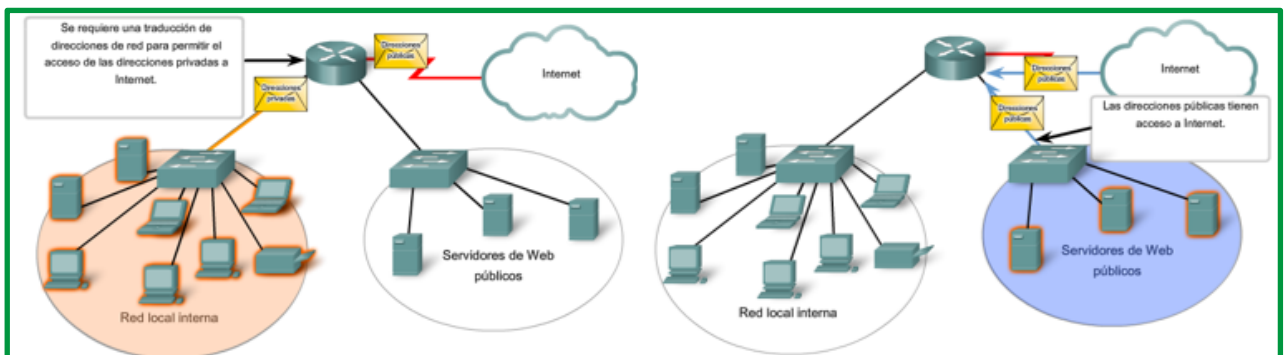 Se requiere una traducción de
direcciones de red para permitir el
acceso de las direcciones privadas a
Internet.
Direcciones
públicas
Internet
Direcciones
privadas
Servidores de Web
públicos
Red local interna
Direcciones
públicas
Internet
Direcciones
públicas
Las direcciones públicas tienen
acceso a Internet.
Servidores de Web
públicos
Red local interna